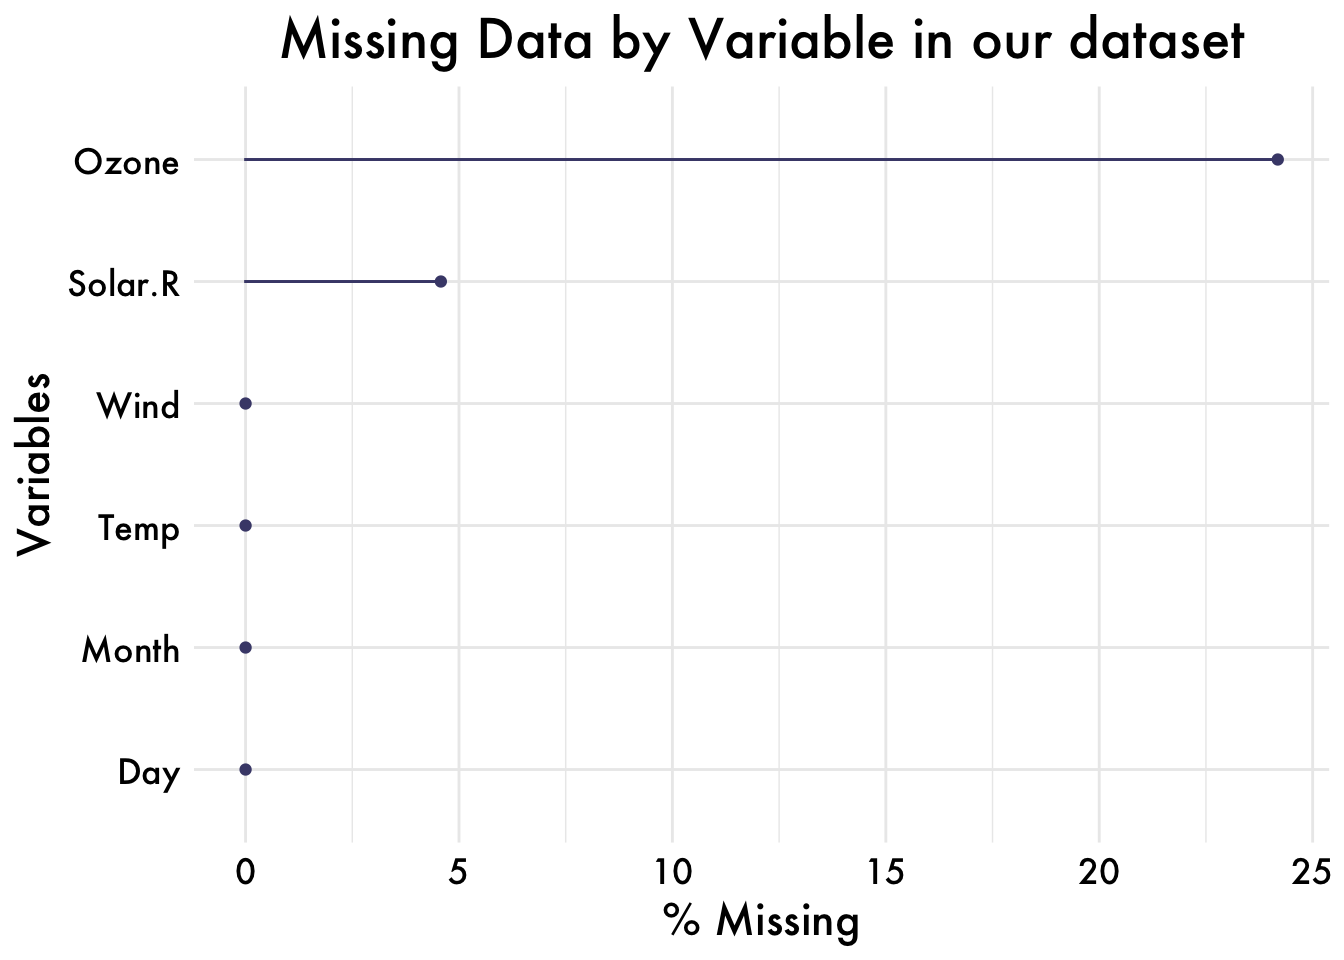 Missing Data by Variable in our dataset
Ozone
Solar.R
Wind
Temp
Month
Day
Variables
0 5 10 15 20 25
% Missing